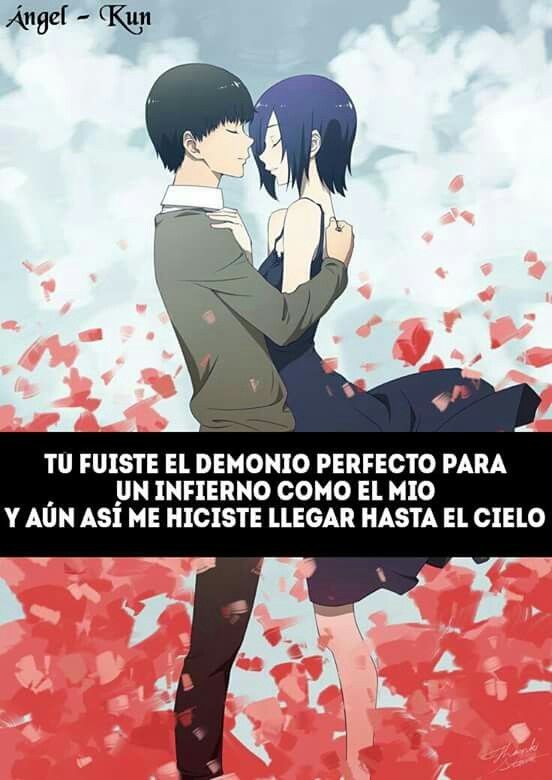 Ángel - Kun
TÚ FUISTE EL DEMONIO PERFECTO PARA
UN INFIERNO COMO EL MIO
Y AÚN ASÍ ME HICISTE LLEGAR HASTA EL CIELO